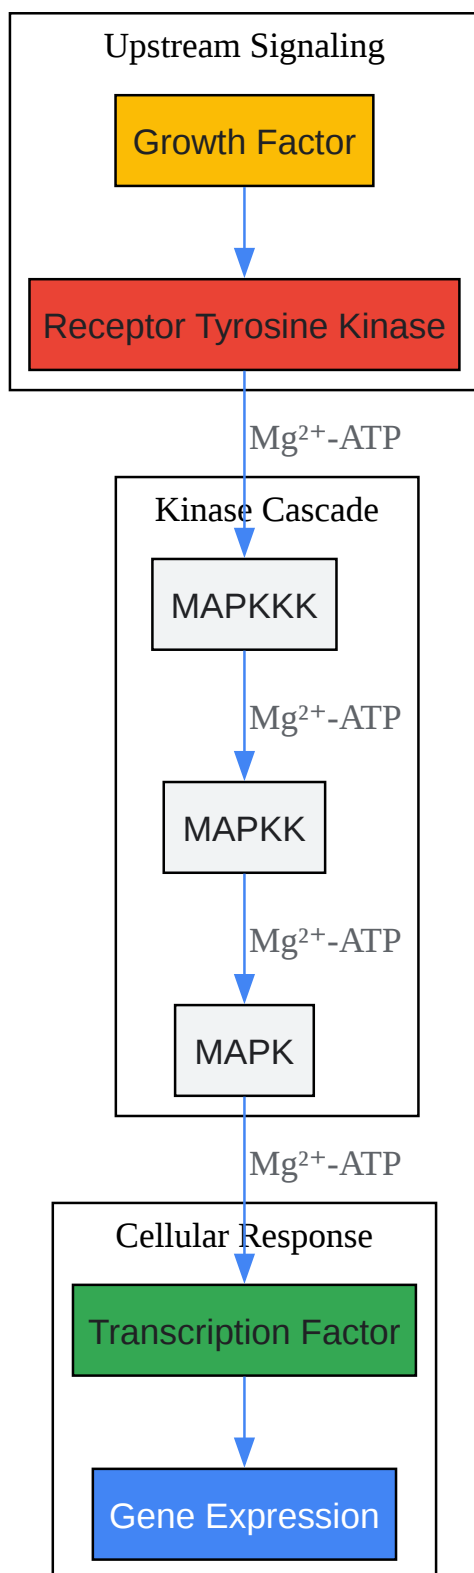 Upstream Signaling
Growth Factor
Receptor Tyrosine Kinase
Mg²⁺-ATP
Kinase Cascade
MAPKKK
Mg²⁺-ATP
MAPKK
Mg²⁺-ATP
MAPK
Mg²⁺-ATP
Cellular Response
Transcription Factor
Gene Expression